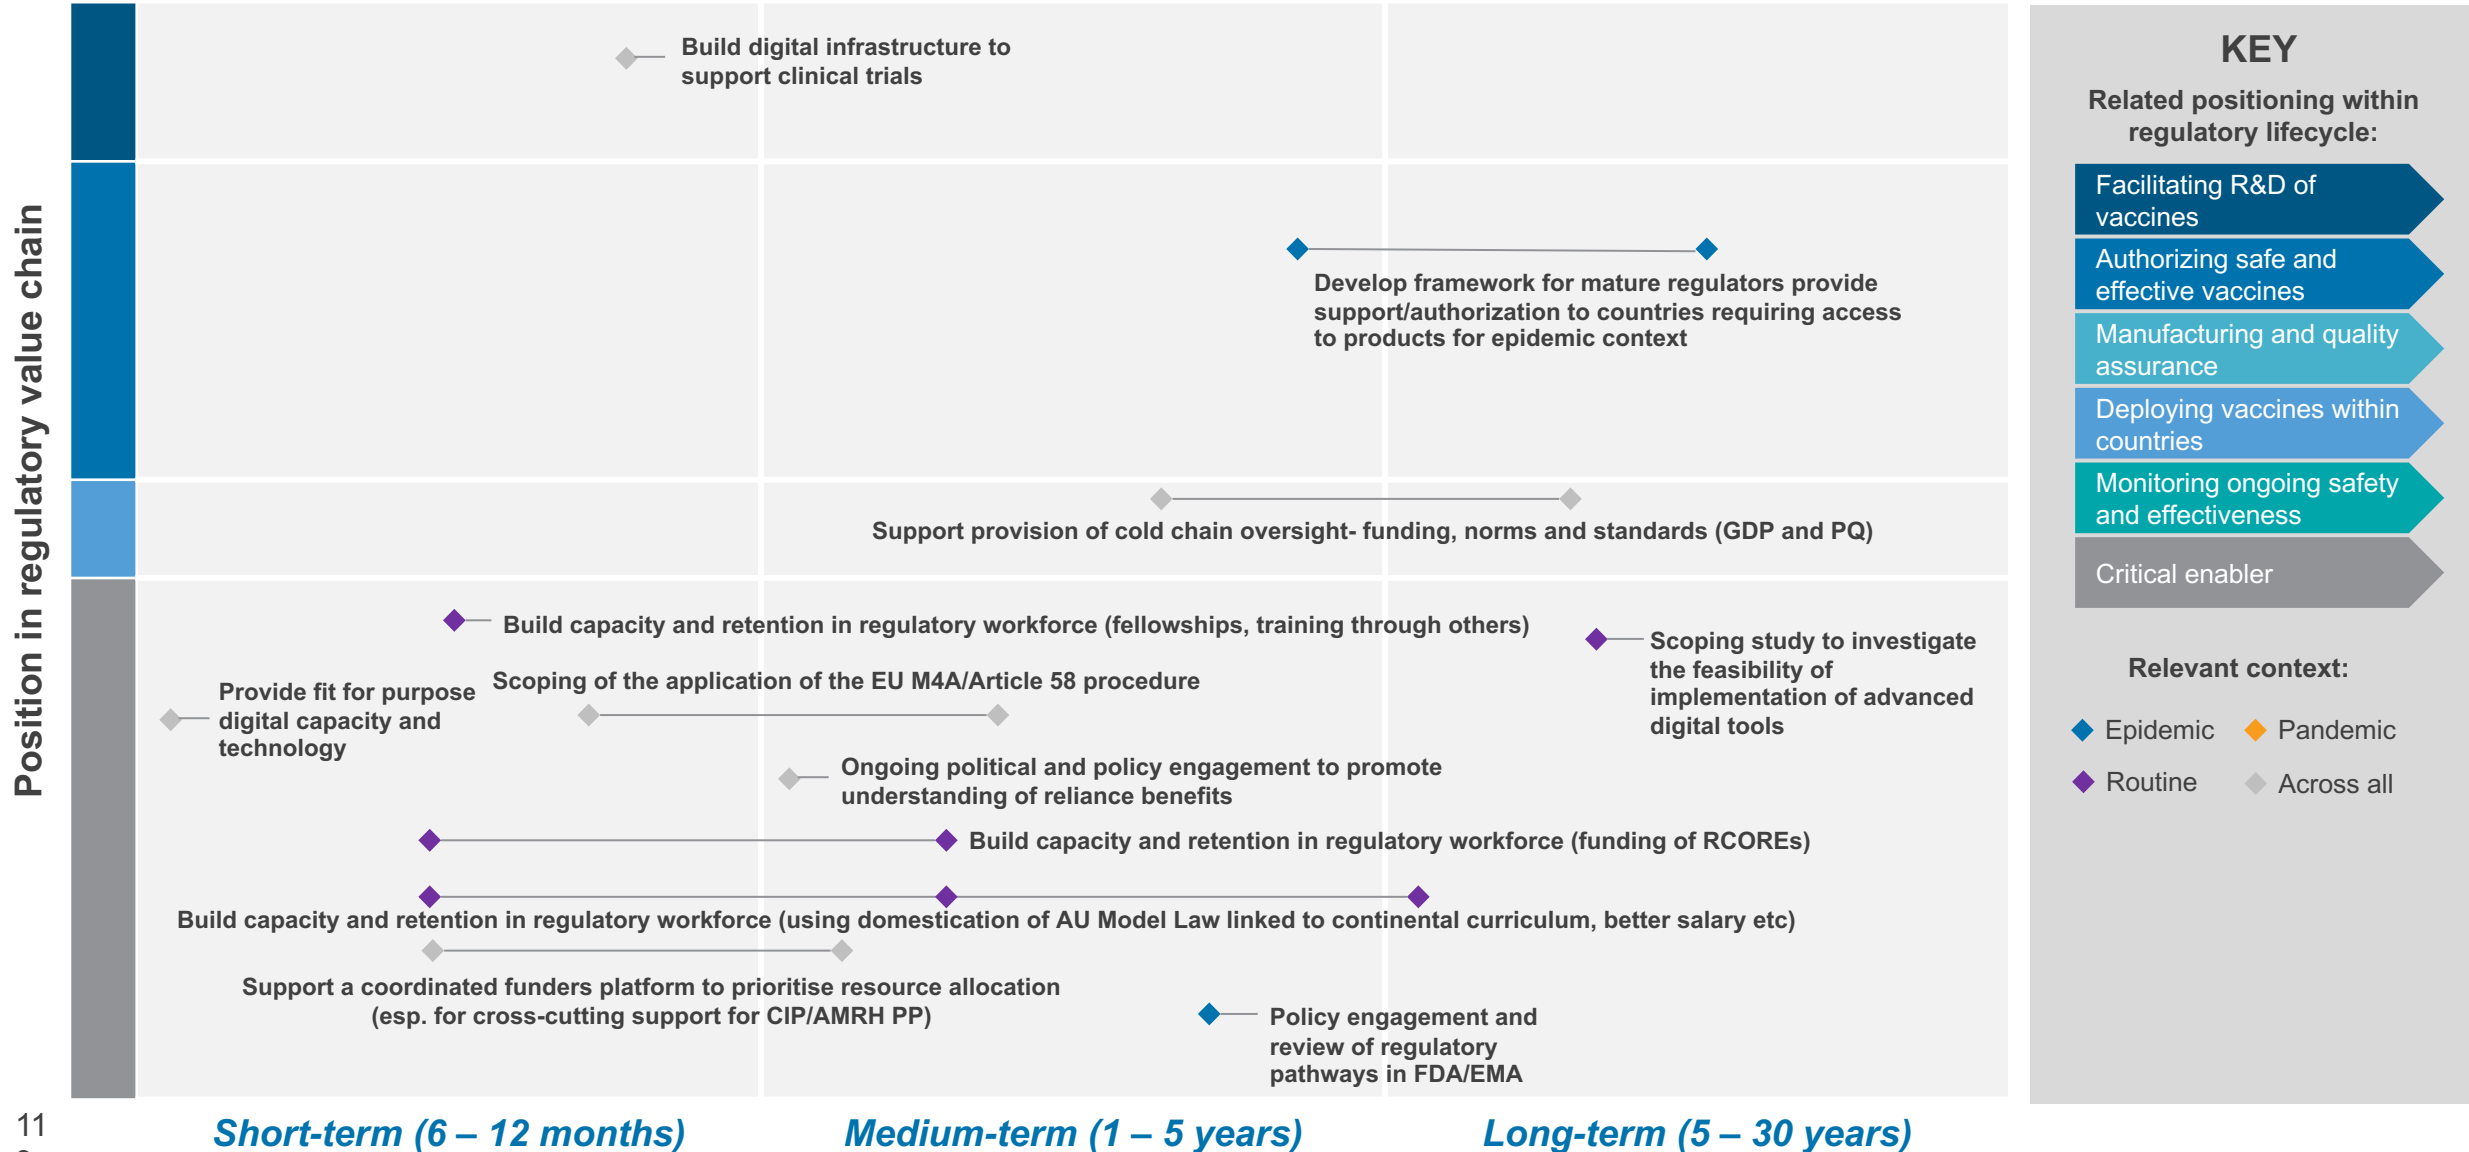 Position in regulatory value chain
Build digital infrastructure to
support clinical trials
Develop framework for mature regulators provide
support/authorization to countries requiring access
to products for epidemic context
Support provision of cold chain oversight- funding, norms and standards (GDP and PQ)
Build capacity and retention in regulatory workforce (fellowships, training through others)
Scoping study to investigate
the feasibility of
implementation of advanced
digital tools
Scoping of the application of the EU M4A/Article 58 procedure
Provide fit for purpose
digital capacity and
technology
Ongoing political and policy engagement to promote
understanding of reliance benefits
Build capacity and retention in regulatory workforce (funding of RCOREs)
Build capacity and retention in regulatory workforce (using domestication of AU Model Law linked to continental curriculum, better salary etc)
Support a coordinated funders platform to prioritise resource allocation
(esp. for cross-cutting support for CIP/AMRH PP)
Policy engagement and
review of regulatory
pathways in FDA/EMA
Short-term (6 – 12 months)
Medium-term (1 – 5 years)
Long-term (5 – 30 years)
11
KEY
Related positioning within
regulatory lifecycle:
Facilitating R&D of
vaccines
Authorizing safe and
effective vaccines
Manufacturing and quality
assurance
Deploying vaccines within
countries
Monitoring ongoing safety
and effectiveness
Critical enabler
Relevant context:
Epidemic
Pandemic
Routine
Across all